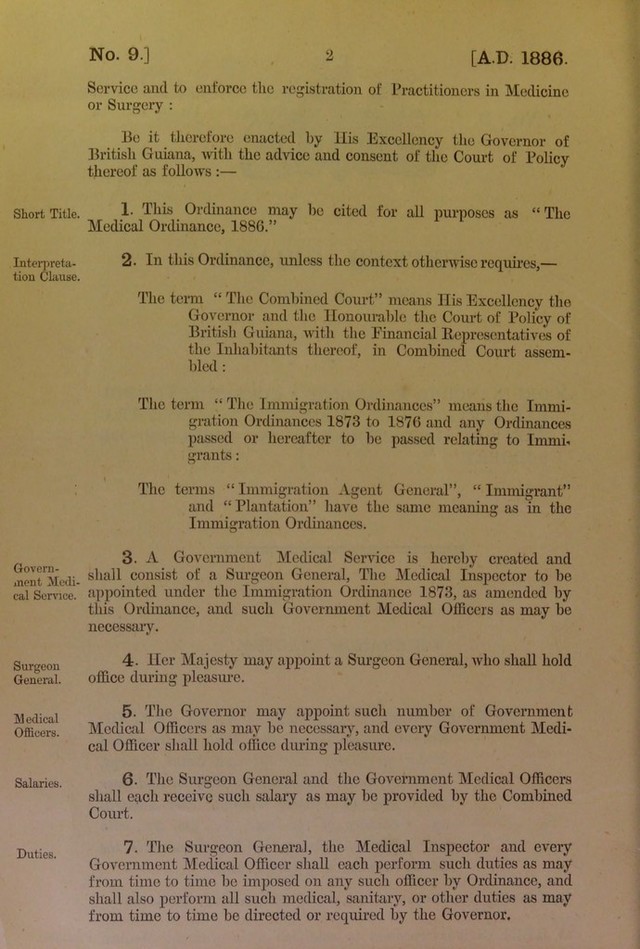 No. 9.] 2 [A.D. 1886.
Service and to enforce the registration of Practitioners in Medicine
or Surgery :
Be it therefore enacted by His Excellency the Governor of
British Guiana, with the advice and consent of the Court of Policy
thereof as follows :—
Short Title. 1. This Ordinance may be cited for all purposes as “ The
Medical Ordinance, 1886.”
Interpreta- 2. In this Ordinance, unless the context otherwise requires,—
tion Clause.
The term “ The Combined Court” means His Excellency the
Governor and the Honourable the Court of Policy of
British Guiana, with the Financial Representatives of
the Inhabitants thereof, in Combined Court assem-
bled :
The term “ The Immigration Ordinances” means the Immi-
gration Ordinances 1873 to 1876 and any Ordinances
passed or hereafter to be passed relating to Immi-
grants :
The terms “ Immigration Agent General”, “ Immigrant”
and “ Plantation” have the same meaning as in the
Immigration Ordinances.
3. A Government Medical Service is hereby created and
Govern-
ment Medi- shall consist of a Surgeon General, The Medical Inspector to be
cal Service. appointed under the Immigration Ordinance 1873, as amended by
this Ordinance, and such Government Medical Officers as may be
necessary.
Surgeon 4. Her Majesty may appoint a Surgeon General, who shall hold
General. office during pleasure.
Medical 5. The Governor may appoint such number of Government
Officers. Medical Officers as may be necessary, and every Government Medi-
cal Officer shall hold office during pleasure.
Salaries. 6. The Surgeon General and the Government Medical Officers
shall each receive such salary as may be provided by the Combined
Court.
Duties. 7. The Surgeon General, the Medical Inspector and every
Government Medical Officer shall each perform such duties as may
from time to time be imposed on any such officer by Ordinance, and
shall also perform all such medical, sanitary, or other duties as may
from time to time be directed or required by the Governor.